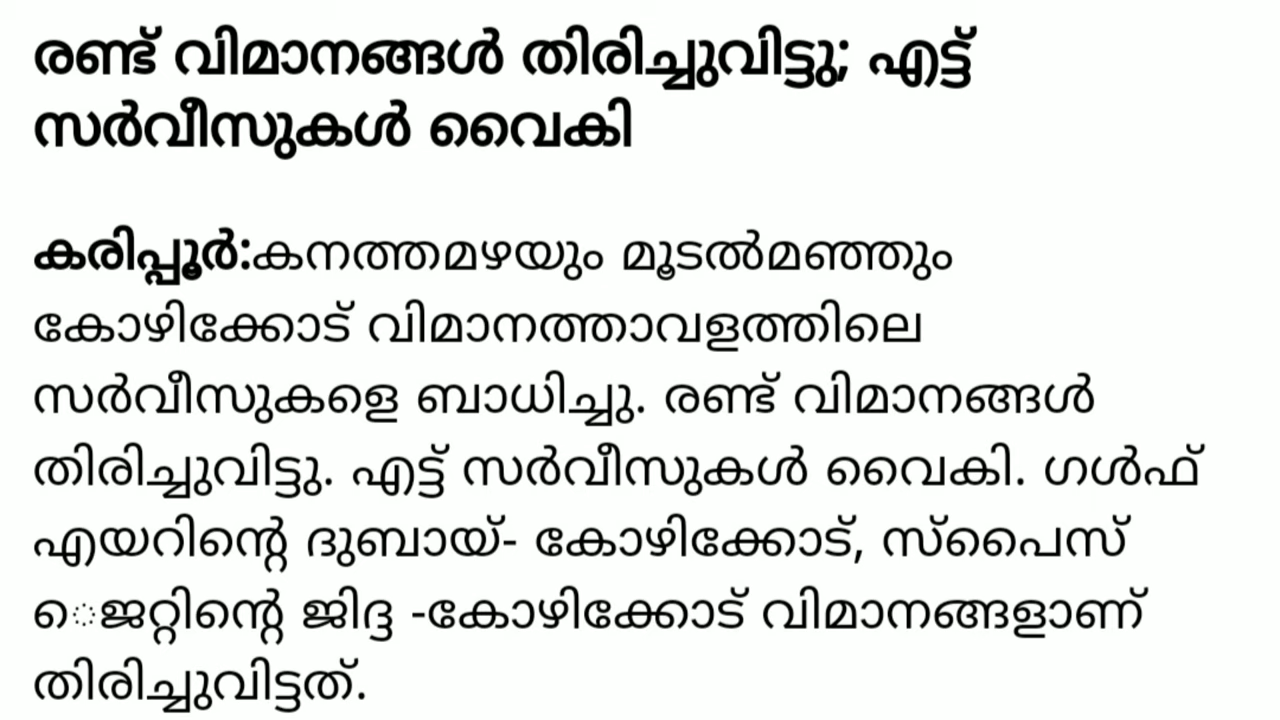 രണ്ട് വിമാനങ്ങൾ തിരിച്ചുവിട്ടു; എട്ട്
സർവീസുകൾ വൈകി
കരിപ്പൂർ:കനത്തമഴയും മൂടൽമഞ്ഞും
കോഴിക്കോട് വിമാനത്താവളത്തിലെ
സർവീസുകളെ ബാധിച്ചു. രണ്ട് വിമാനങ്ങൾ
തിരിച്ചുവിട്ടു. എട്ട് സർവീസുകൾ വൈകി. ഗൾഫ്
എയറിന്റെ ദുബായ്- കോഴിക്കോട്, സ്പൈസ്
െജറ്റിന്റെ ജിദ്ദ -കോഴിക്കോട് വിമാനങ്ങളാണ്
തിരിച്ചുവിട്ടത്.